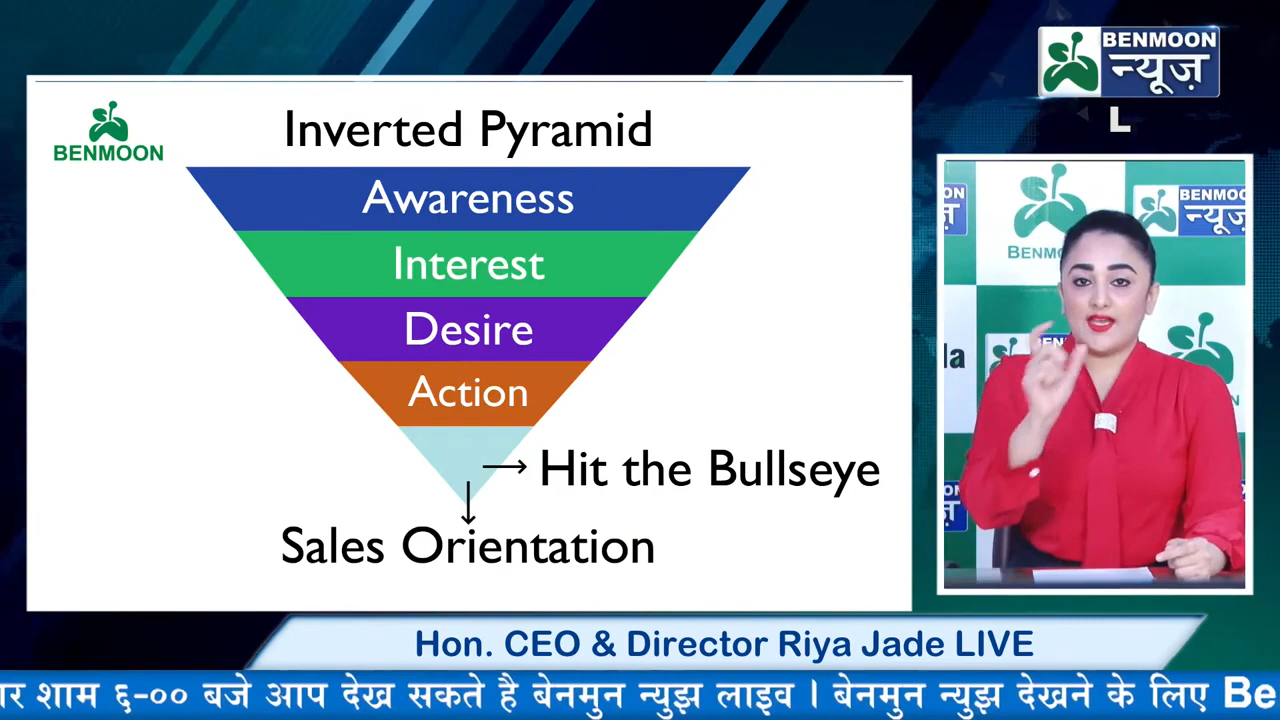 BENMOON
न्यूज़
L
BENMOON
Inverted Pyramid
Awareness
Interest
Desire
Action
→ Hit the Bullseye
↓
Sales Orientation
BENMOON
न्यूज़
Hon. CEO & Director Riya Jade LIVE
शाम ६-०० बजे आप देख सकते है बेनमुन न्युझ लाइव । बेनमुन न्युझ देखने के लिए Be